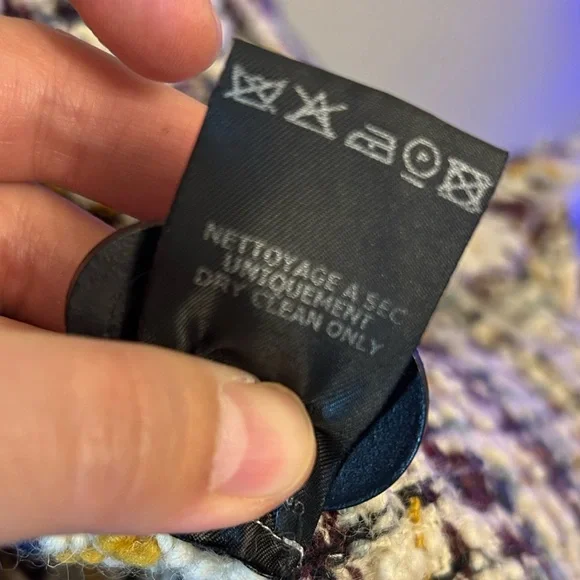 P
NETTOYAGE A SEC
UNIQUEMENT
DRY CLEAN ONLY